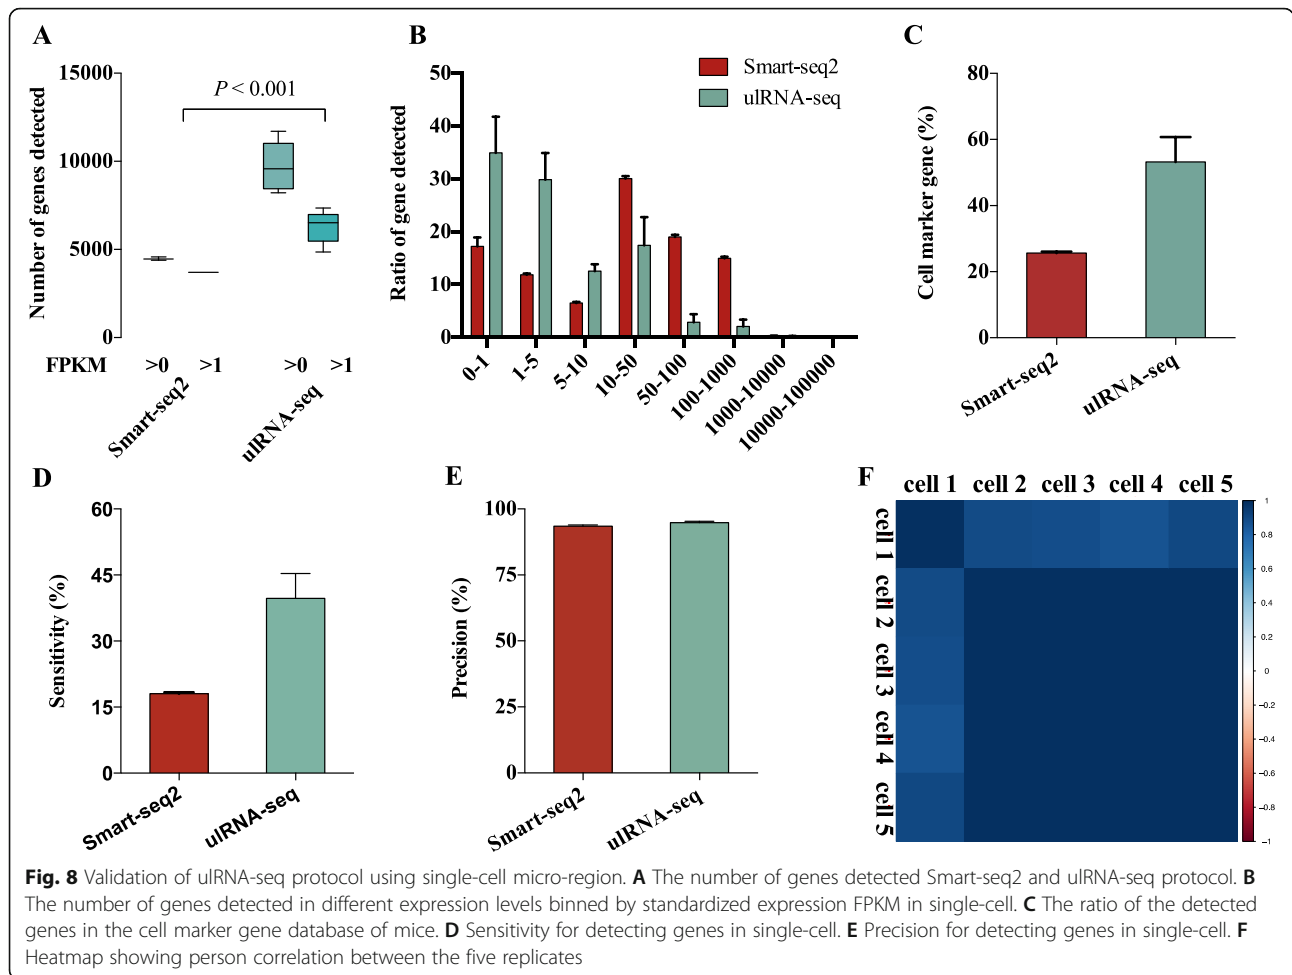 A
Number of genes detected
15000
10000
5000
0
P < 0.001
FPKM >0 >1 >0 >1
Smart-seq2
ulRNA-seq
B
Ratio of gene detected
50
40
30
20
10
0
Smart-seq2
ulRNA-seq
0-1
1-5
5-10
10-50
50-100
100-1000
1000-10000
10000-100000
C
Cell marker gene (%)
80
60
40
20
0
Smart-seq2
ulRNA-seq
D
Sensitivity (%)
60
45
30
15
0
Smart-seq2
ulRNA-seq
E
Precision (%)
100
75
50
25
0
Smart-seq2
ulRNA-seq
F
cell 1 cell 2 cell 3 cell 4 cell 5
cell 1
cell 2
cell 3
cell 4
cell 5
1
0.8
0.6
0.4
0.2
0
−0.2
−0.4
−0.6
−0.8
−1
Fig. 8 Validation of ulRNA-seq protocol using single-cell micro-region. A The number of genes detected Smart-seq2 and ulRNA-seq protocol. B
The number of genes detected in different expression levels binned by standardized expression FPKM in single-cell. C The ratio of the detected
genes in the cell marker gene database of mice. D Sensitivity for detecting genes in single-cell. E Precision for detecting genes in single-cell. F
Heatmap showing person correlation between the five replicates